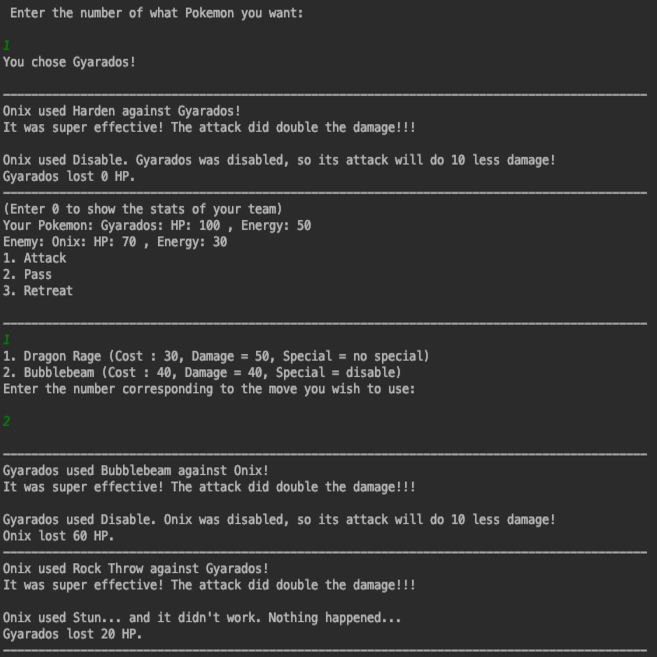 Enter the number of what Pokemon you want:
1
You chose Gyarados!
Onix used Harden against Gyarados!
It was super effective! The attack did double the damage!!!
Onix used Disable. Gyarados was disabled, so its attack will do 10 less damage!
Gyarados lost 0 HP.
(Enter 0 to show the stats of your team)
Your Pokemon: Gyarados: HP: 100 , Energy: 50
Enemy: Onix: HP: 70 , Energy: 30
1. Attack
2. Pass
3. Retreat
1
1. Dragon Rage (Cost : 30, Damage = 50, Special = no special)
2. Bubblebeam (Cost : 40, Damage = 40, Special = disable)
Enter the number corresponding to the move you wish to use:
2
Gyarados used Bubblebeam against Onix!
It was super effective! The attack did double the damage!!!
Gyarados used Disable. Onix was disabled, so its attack will do 10 less damage!
Onix lost 60 HP.
Onix used Rock Throw against Gyarados!
It was super effective! The attack did double the damage!!!
Onix used Stun... and it didn't work. Nothing happened...
Gyarados lost 20 HP.